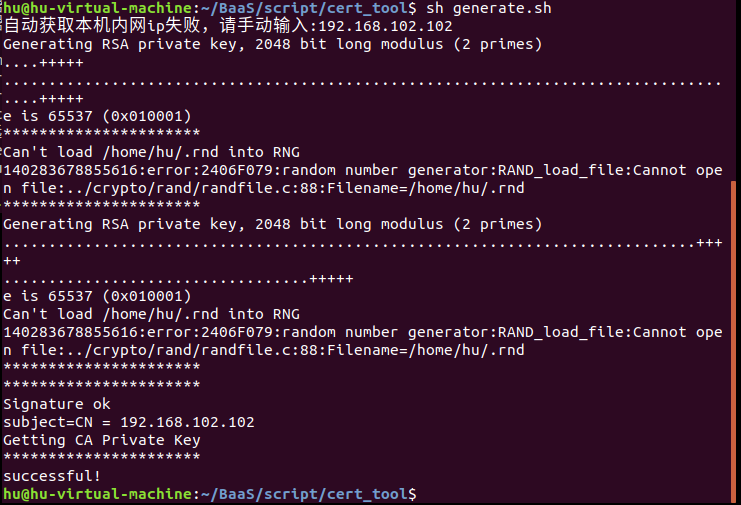 hu@hu-virtual-machine:~/BaaS/script/cert_tool$ sh generate.sh
自动获取本机内网ip失败，请手动输入:192.168.102.102
Generating RSA private key, 2048 bit long modulus (2 primes)
....+++++
................................................................................
....+++++
e is 65537 (0x010001)
**********************
Can't load /home/hu/.rnd into RNG
140283678855616:error:2406F079:random number generator:RAND_load_file:Cannot ope
n file:../crypto/rand/randfile.c:88:Filename=/home/hu/.rnd
**********************
Generating RSA private key, 2048 bit long modulus (2 primes)
.............................................................................+++
++
..................................+++++
e is 65537 (0x010001)
Can't load /home/hu/.rnd into RNG
140283678855616:error:2406F079:random number generator:RAND_load_file:Cannot ope
n file:../crypto/rand/randfile.c:88:Filename=/home/hu/.rnd
**********************
**********************
Signature ok
subject=CN = 192.168.102.102
Getting CA Private Key
**********************
successful!
hu@hu-virtual-machine:~/BaaS/script/cert_tool$